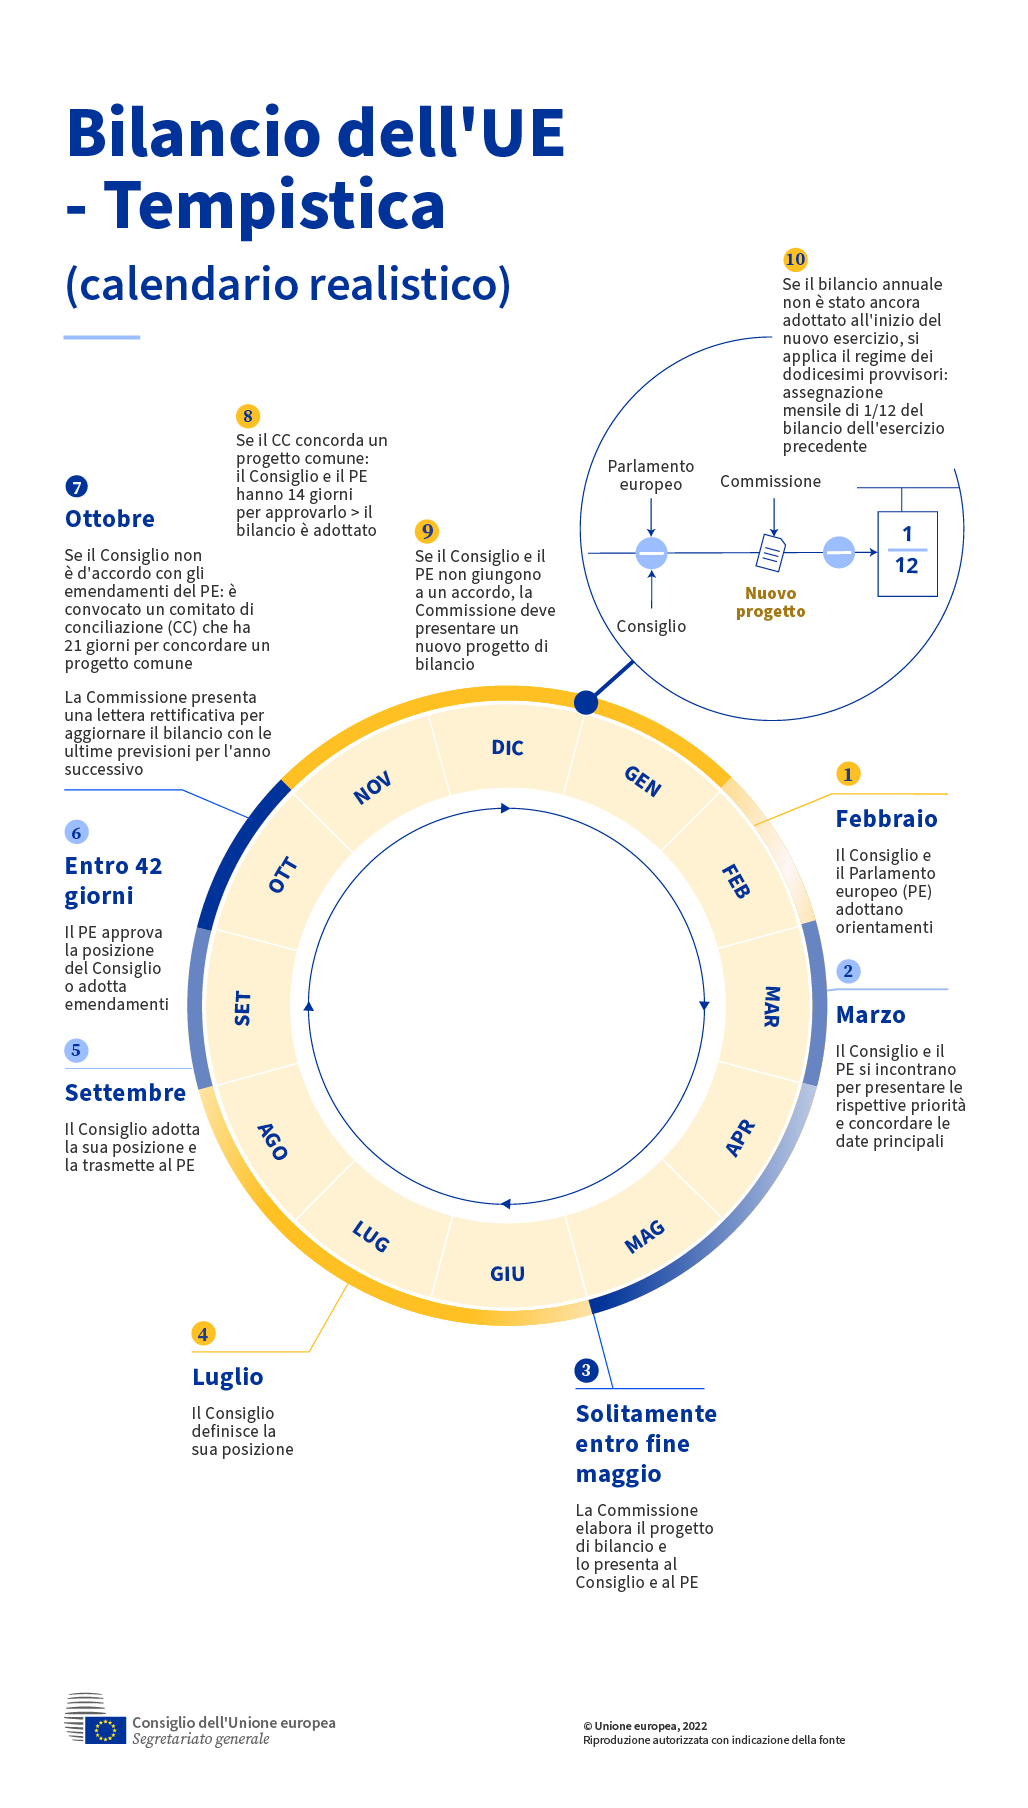 Bilancio dell'UE
- Tempistica
(calendario realistico)
10
Se il bilancio annuale
non è stato ancora
adottato all'inizio del
nuovo esercizio, si
applica il regime dei
dodicesimi provvisori:
assegnazione
mensile di 1/12 del
bilancio dell'esercizio
precedente
Parlamento
europeo
Commissione
Consiglio
Nuovo
progetto
1
12
8
Se il CC concorda un
progetto comune:
il Consiglio e il PE
hanno 14 giorni
per approvarlo > il
bilancio è adottato
9
Se il Consiglio e il
PE non giungono
a un accordo, la
Commissione deve
presentare un
nuovo progetto di
bilancio
7
Ottobre
Se il Consiglio non
è d'accordo con gli
emendamenti del PE: è
convocato un comitato di
conciliazione (CC) che ha
21 giorni per concordare un
progetto comune
La Commissione presenta
una lettera rettificativa per
aggiornare il bilancio con le
ultime previsioni per l'anno
successivo
6
Entro 42
giorni
Il PE approva
la posizione
del Consiglio
o adotta
emendamenti
5
Settembre
Il Consiglio adotta
la sua posizione e
la trasmette al PE
DIC
GEN
FEB
MAR
APR
MAG
GIU
LUG
AGO
SET
OTT
NOV
1
Febbraio
Il Consiglio e
il Parlamento
europeo (PE)
adottano
orientamenti
2
Marzo
Il Consiglio e il
PE si incontrano
per presentare le
rispettive priorità
e concordare le
date principali
4
Luglio
Il Consiglio
definisce la
sua posizione
3
Solitamente
entro fine
maggio
La Commissione
elabora il progetto
di bilancio e
lo presenta al
Consiglio e al PE
Consiglio dell'Unione europea
Segretariato generale
© Unione europea, 2022
Riproduzione autorizzata con indicazione della fonte